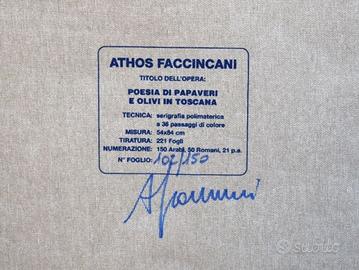 ATHOS FACCINCANI
TITOLO DELL'OPERA:
POESIA DI PAPAVERI
E OLIVI IN TOSCANA
TECNICA: serigrafia polimaterica
a 36 passaggi di colore
MISURA: 54x84 cm
TIRATURA: 221 Fogli
NUMERAZIONE: 150 Arabi, 50 Romani, 21 p.a.
N° FOGLIO: 102/150
Subito